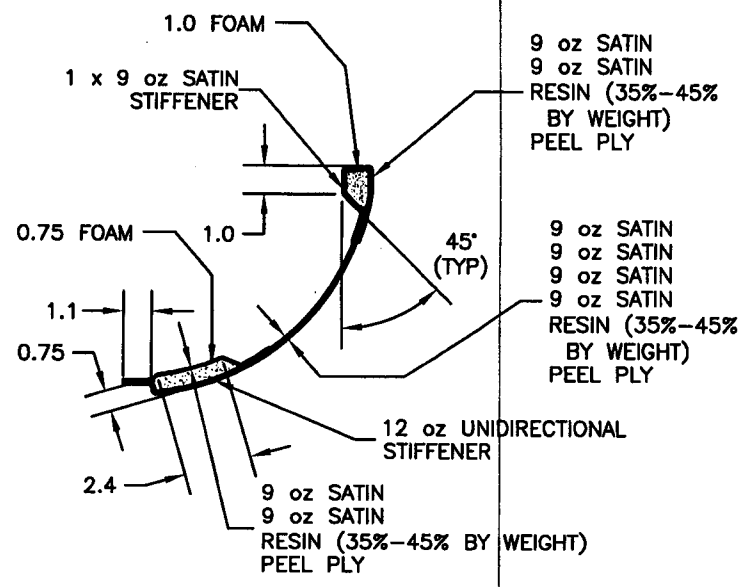 1.0 FOAM
1 x 9 oz SATIN
STIFFENER
9 oz SATIN
9 oz SATIN
RESIN (35%-45%
BY WEIGHT)
PEEL PLY
1.0
0.75 FOAM
45°
(TYP)
9 oz SATIN
9 oz SATIN
9 oz SATIN
9 oz SATIN
RESIN (35%-45%
BY WEIGHT)
PEEL PLY
1.1
0.75
12 oz UNIDIRECTIONAL
STIFFENER
2.4
9 oz SATIN
9 oz SATIN
RESIN (35%-45% BY WEIGHT)
PEEL PLY